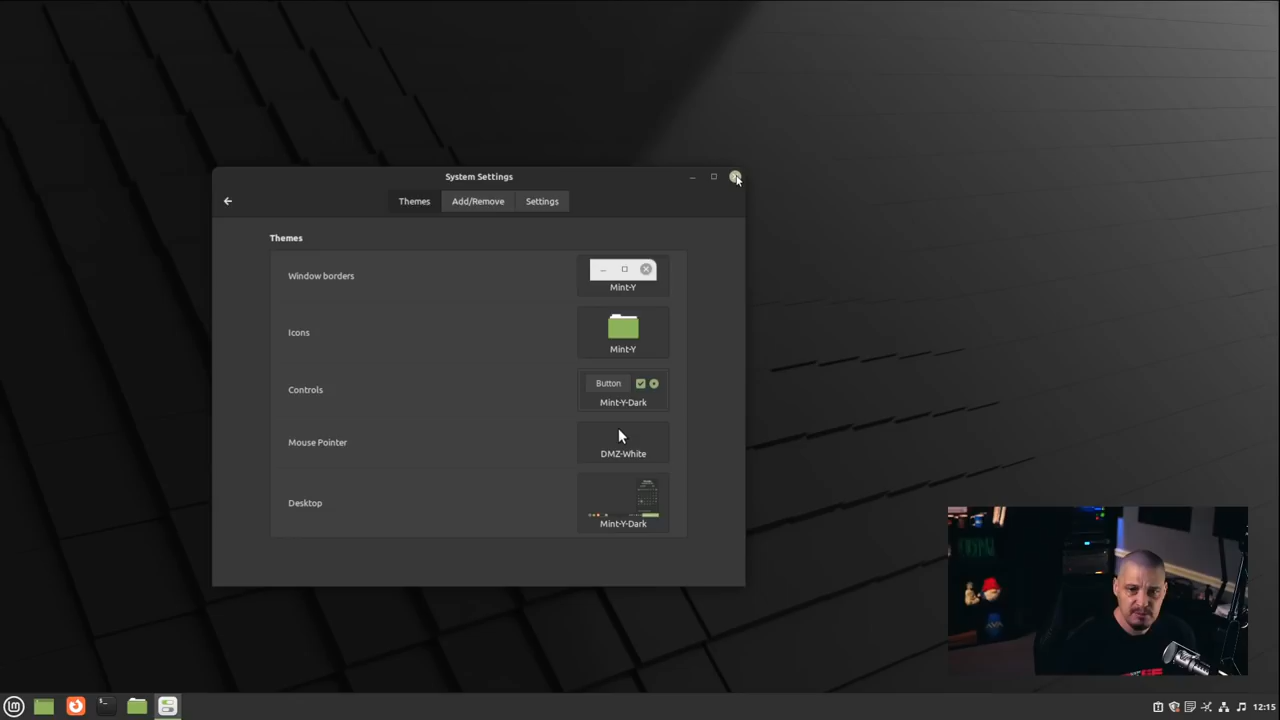 System Settings
Themes Add/Remove Settings
Themes
Window borders
Mint-Y
Icons
Mint-Y
Controls
Button
Mint-Y-Dark
Mouse Pointer
DMZ-White
Desktop
Mint-Y-Dark
12:15